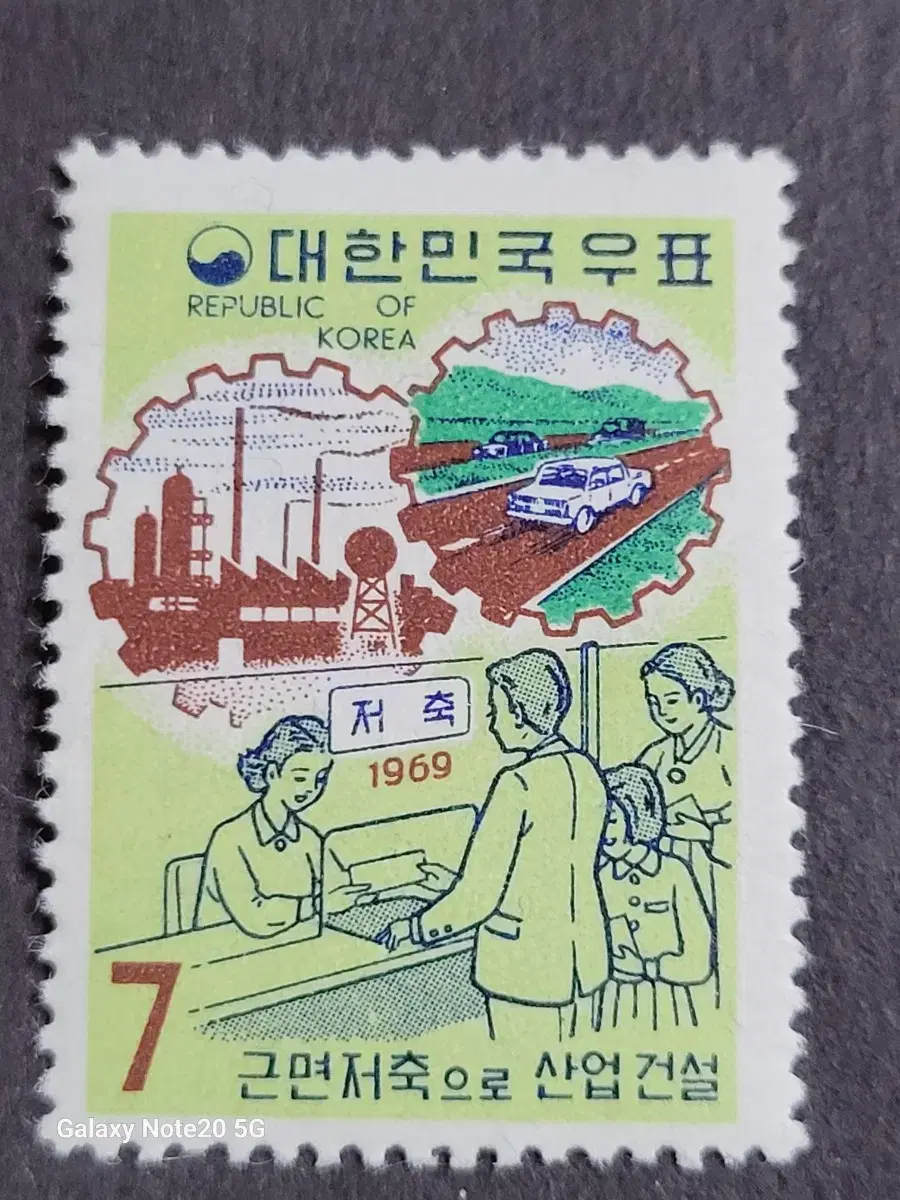 대한민국우표
REPUBLIC OF
KOREA
저축
1969
7
근면저축으로 산업건설
Galaxy Note20 5G